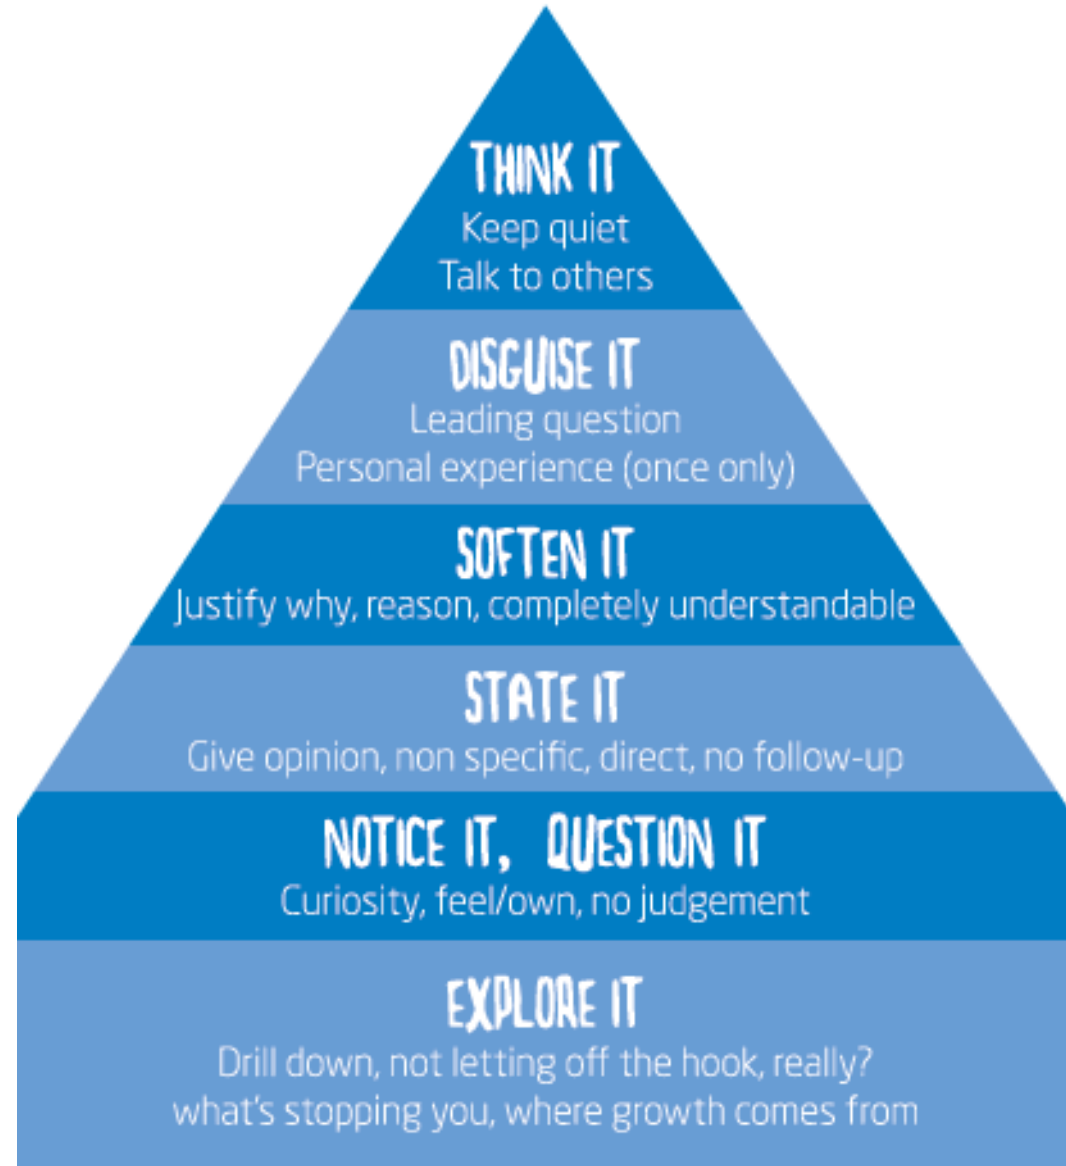 THINK IT
Keep quiet
Talk to others
DISGUISE IT
Leading question
Personal experience (once only)
SOFTEN IT
Justify why, reason, completely understandable
STATE IT
Give opinion, non specific, direct, no follow-up
NOTICE IT, QUESTION IT
Curiosity, feel/own, no judgement
EXPLORE IT
Drill down, not letting off the hook, really?
what's stopping you, where growth comes from